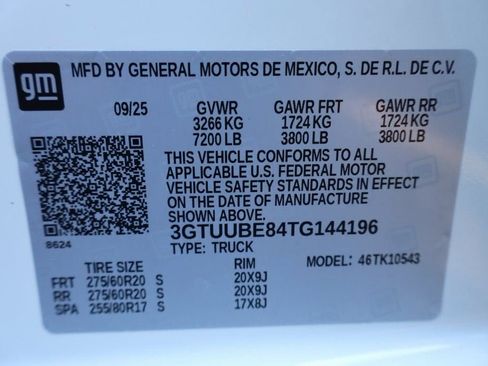 gm
MFD BY GENERAL MOTORS DE MEXICO, S. DE R.L. DE C.V.
09/25 GVWR GAWR FRT GAWR RR
3266 KG 1724 KG 1724 KG
7200 LB 3800 LB 3800 LB
THIS VEHICLE CONFORMS TO ALL
APPLICABLE U.S. FEDERAL MOTOR
VEHICLE SAFETY STANDARDS IN EFFECT
ON THE DATE OF MANUFACTURE
SHOWN ABOVE.
8624 3GTUUBE84TG144196
TYPE: TRUCK MODEL: 46TK10543
TIRE SIZE RIM
FRT 275/60R20 S 20X9J
RR 275/60R20 S 20X9J
SPA 255/80R17 S 17X8J